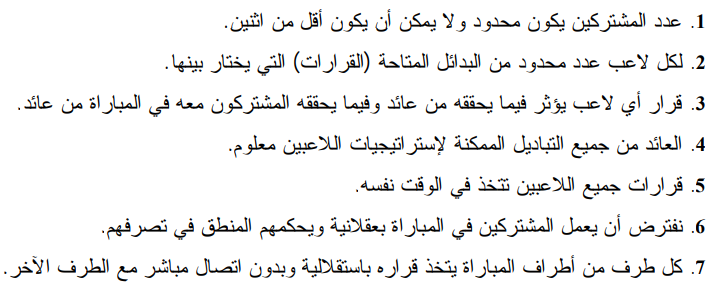 1. عدد المشتركين يكون محدود ولا يمكن أن يكون أقل من اثنين.
2. لكل لاعب عدد محدود من البدائل المتاحة (القرارات) التي يختار بينها.
3. قرار أي لاعب يؤثر فيما يحققه من عائد وفيما يحققه المشتركون معه في المباراة من عائد.
4. العائد من جميع التباديل الممكنة لإستراتيجيات اللاعبين معلوم.
5. قرارات جميع اللاعبين تتخذ في الوقت نفسه.
6. نفترض أن يعمل المشتركين في المباراة بعقلانية ويحكمهم المنطق في تصرفهم.
7. كل طرف من أطراف المباراة يتخذ قراره باستقلالية وبدون اتصال مباشر مع الطرف الآخر.